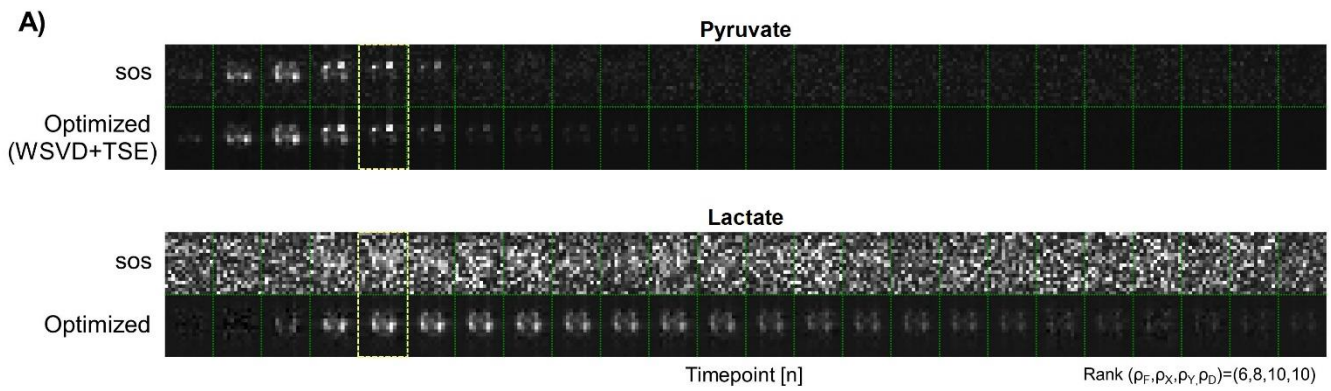 A)
Pyruvate
sos
Optimized
(WSVD+TSE)
Lactate
sos
Optimized
Timepoint [n]
Rank (ρF,ρX,ρY,ρD)=(6,8,10,10)